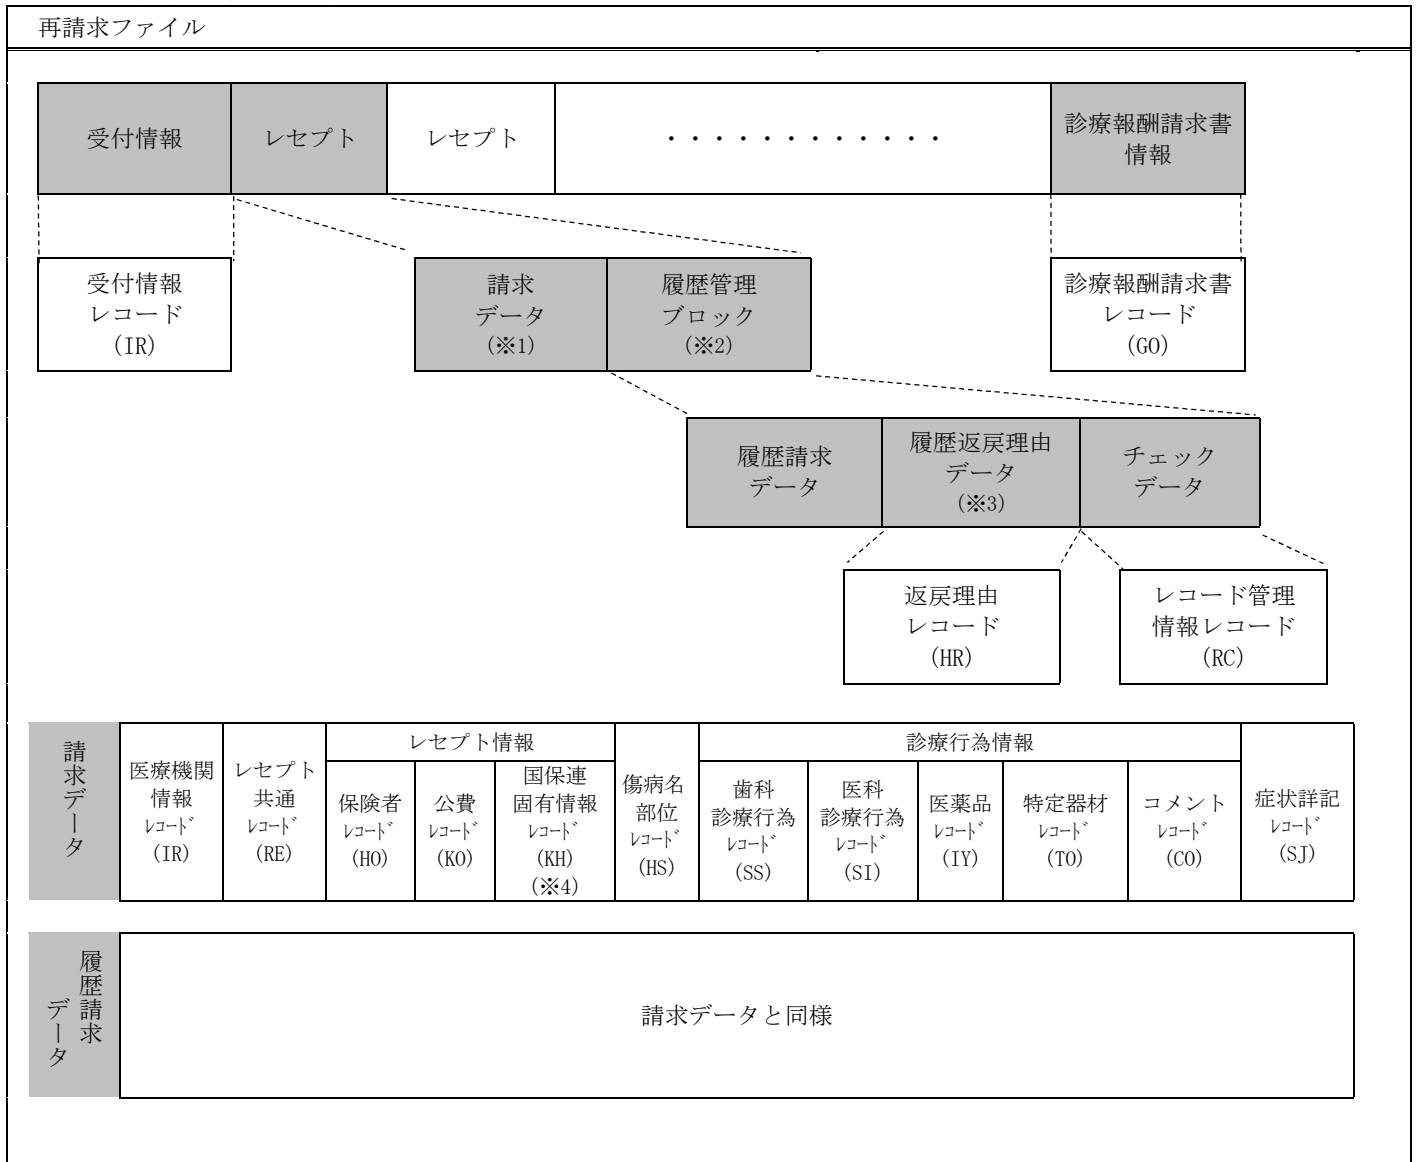 再請求ファイル
受付情報
レセプト
レセプト
・・・・・・・・・・・・
診療報酬請求書
情報
受付情報
レコード
(IR)
請求
データ
(※1)
履歴管理
ブロック
(※2)
診療報酬請求書
レコード
(GO)
履歴請求
データ
履歴返戻理由
データ
(※3)
チェック
データ
返戻理由
レコード
(HR)
レコード管理
情報レコード
(RC)
請求データ
医療機関
情報
ﾚｺｰﾄﾞ
(IR)
レセプト
共通
ﾚｺｰﾄﾞ
(RE)
レセプト情報
保険者
ﾚｺｰﾄﾞ
(HO)
公費
ﾚｺｰﾄﾞ
(KO)
国保連
固有情報
ﾚｺｰﾄﾞ
(KH)
(※4)
傷病名
部位
ﾚｺｰﾄﾞ
(HS)
診療行為情報
歯科
診療行為
ﾚｺｰﾄﾞ
(SS)
医科
診療行為
ﾚｺｰﾄﾞ
(SI)
医薬品
ﾚｺｰﾄﾞ
(IY)
特定器材
ﾚｺｰﾄﾞ
(TO)
コメント
ﾚｺｰﾄﾞ
(CO)
症状詳記
ﾚｺｰﾄﾞ
(SJ)
履歴請求
データ
請求データと同様